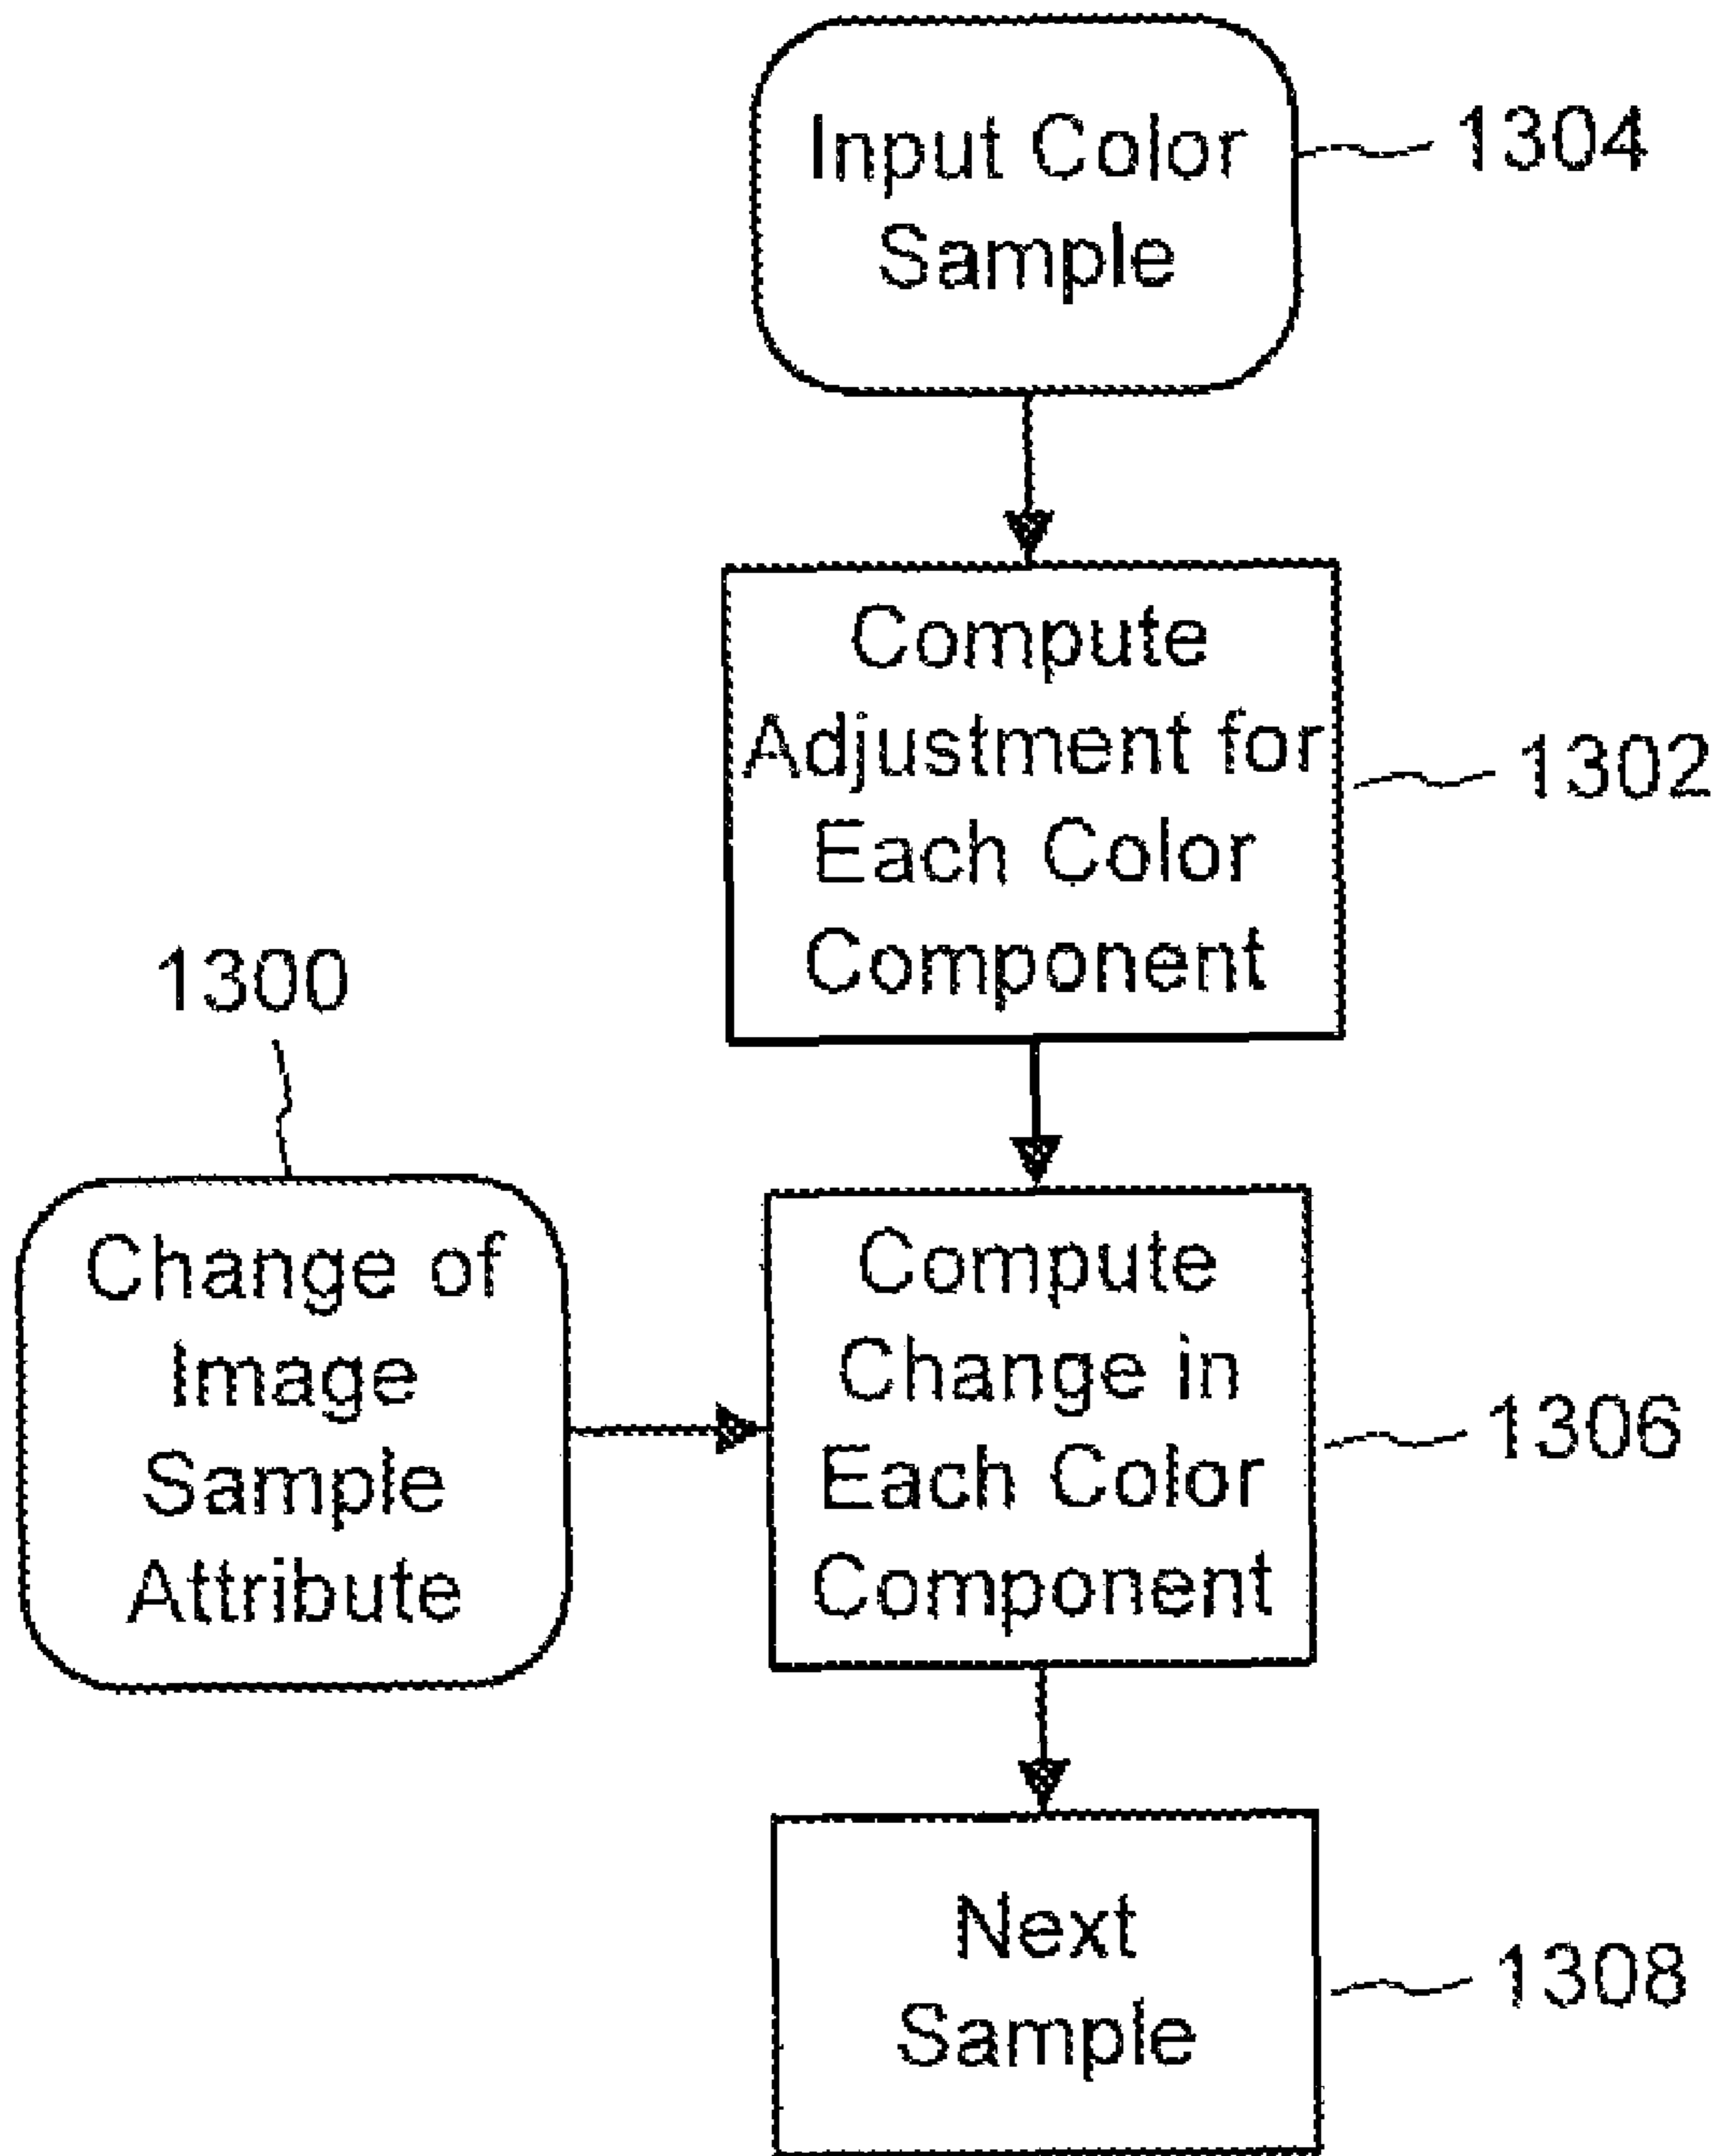 Input Color
Sample
1304
Compute
Adjustment for
Each Color
Component
1302
1300
Change of
Image
Sample
Attribute
Compute
Change in
Each Color
Component
1306
Next
Sample
1308